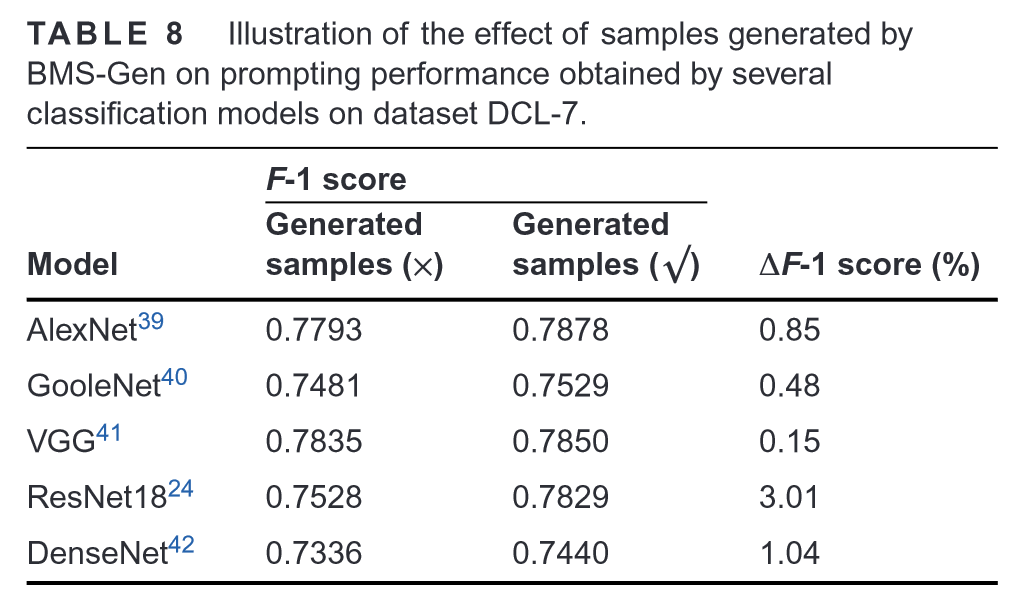 TABLE 8 Illustration of the effect of samples generated by
BMS-Gen on prompting performance obtained by several
classification models on dataset DCL-7.
F-1 score
Generated Generated
Model samples (×) samples (√) ΔF-1 score (%)
AlexNet39 0.7793 0.7878 0.85
GooleNet40 0.7481 0.7529 0.48
VGG41 0.7835 0.7850 0.15
ResNet1824 0.7528 0.7829 3.01
DenseNet42 0.7336 0.7440 1.04